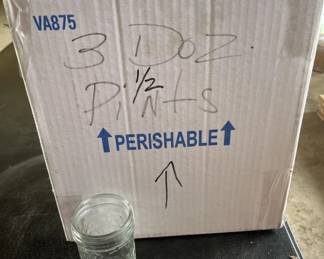 VA875
3 Doz.
1/2
Pints
↑PERISHABLE↑
↑